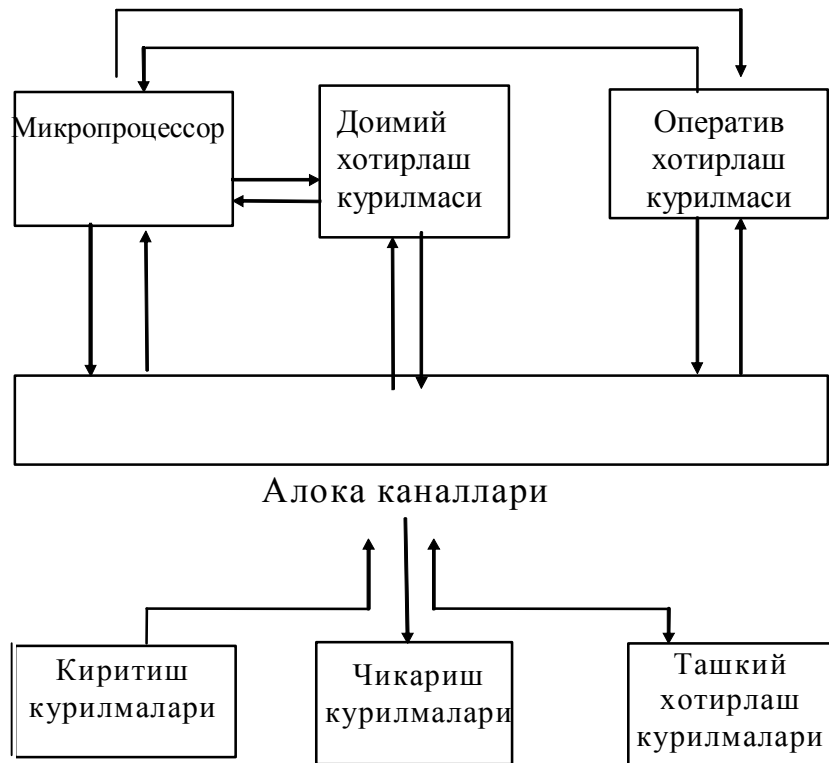 Микропроцессор
Доимий
хотирлаш
курилмаси
Оператив
хотирлаш
курилмаси
Алока каналлари
Киритиш
курилмалари
Чикариш
курилмалари
Ташкий
хотирлаш
курилмалари